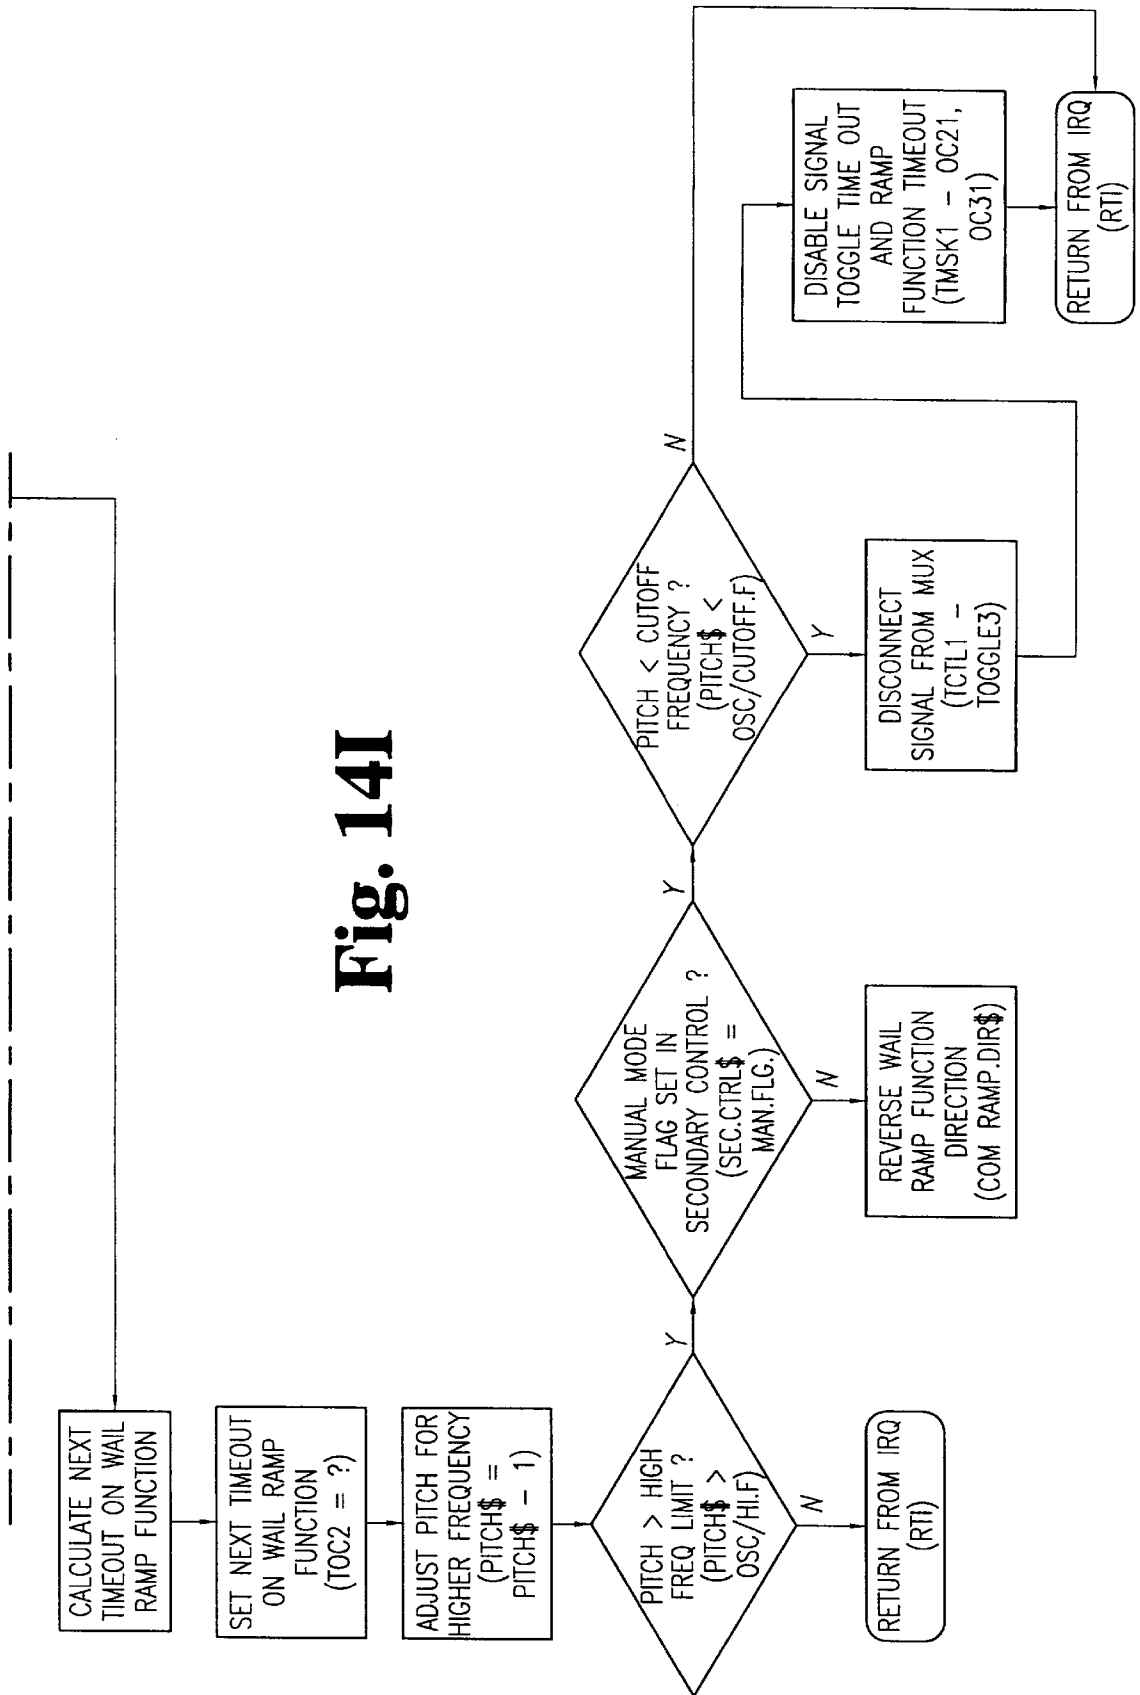 CALCULATE NEXT
TIMEOUT ON WAIL
RAMP FUNCTION
SET NEXT TIMEOUT
ON WAIL RAMP
FUNCTION
(TOC2 = ?)
ADJUST PITCH FOR
HIGHER FREQUENCY
(PITCH$ =
PITCH$ - 1)
PITCH > HIGH
FREQ LIMIT ?
(PITCH$ >
OSC/HI.F)
Y
N
RETURN FROM IRQ
(RTI)
MANUAL MODE
FLAG SET IN
SECONDARY CONTROL ?
(SEC.CTRL$ =
MAN.FLG.)
Y
N
REVERSE WAIL
RAMP FUNCTION
DIRECTION
(COM RAMP.DIR$)
PITCH < CUTOFF
FREQUENCY ?
(PITCH$ <
OSC/CUTOFF.F)
N
Y
DISCONNECT
SIGNAL FROM MUX
(TCTL1 -
TOGGLE3)
DISABLE SIGNAL
TOGGLE TIME OUT
AND RAMP
FUNCTION TIMEOUT
(TMSK1 - OC21,
OC31)
RETURN FROM IRQ
(RTI)
Fig. 14I